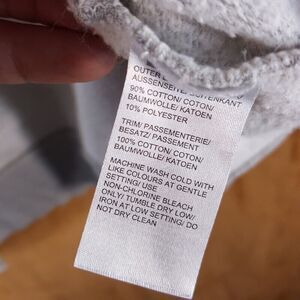 OUTER
AUSSENSEITE/ BUITENKANT
90% COTTON/ COTON/
BAUMWOLLE/ KATOEN
10% POLYESTER
TRIM/ PASSEMENTERIE/
BESATZ/ PASSEMENT
100% COTTON/ COTON/
BAUMWOLLE/ KATOEN
MACHINE WASH COLD WITH
LIKE COLOURS AT GENTLE
SETTING/ USE
NON-CHLORINE BLEACH
ONLY/ TUMBLE DRY LOW/
IRON AT LOW SETTING/ DO
NOT DRY CLEAN